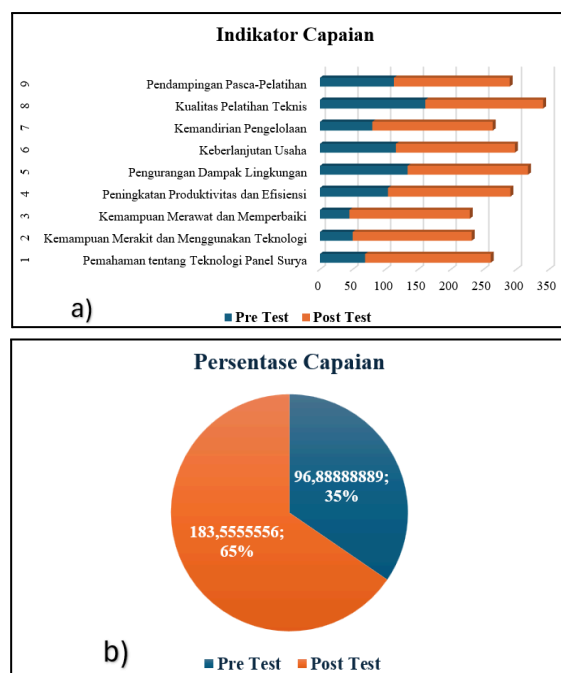 Indikator Capaian
9 Pendampingan Pasca-Pelatihan
8 Kualitas Pelatihan Teknis
7 Kemandirian Pengelolaan
6 Keberlanjutan Usaha
5 Pengurangan Dampak Lingkungan
4 Peningkatan Produktivitas dan Efisiensi
3 Kemampuan Merawat dan Memperbaiki
2 Kemampuan Merakit dan Menggunakan Teknologi
1 Pemahaman tentang Teknologi Panel Surya
0 50 100 150 200 250 300 350
a)
Pre Test Post Test
Persentase Capaian
96,88888889;
35%
183,5555556;
65%
b)
Pre Test Post Test